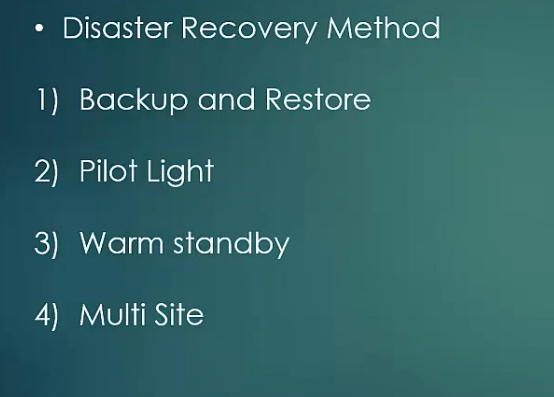 • Disaster Recovery Method
1) Backup and Restore
2) Pilot Light
3) Warm standby
4) Multi Site